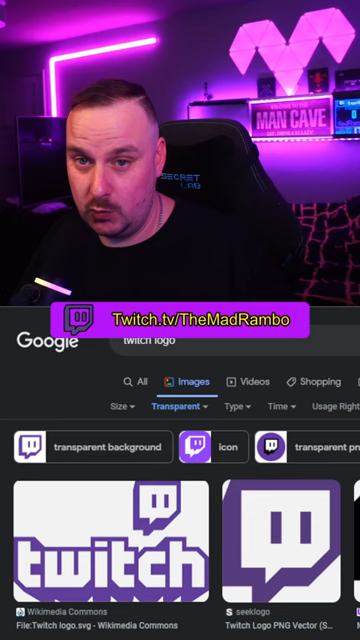 WELCOME TO THE
MAN CAVE
SECRET
LAB
Twitch.tv/TheMadRambo
Google
twitch logo
All
Images
Videos
Shopping
Size
Transparent
Type
Time
Usage Right
transparent background
icon
transparent pn
twitch
Wikimedia Commons
File:Twitch logo.svg - Wikimedia Commons
S seeklogo
Twitch Logo PNG Vector (S...